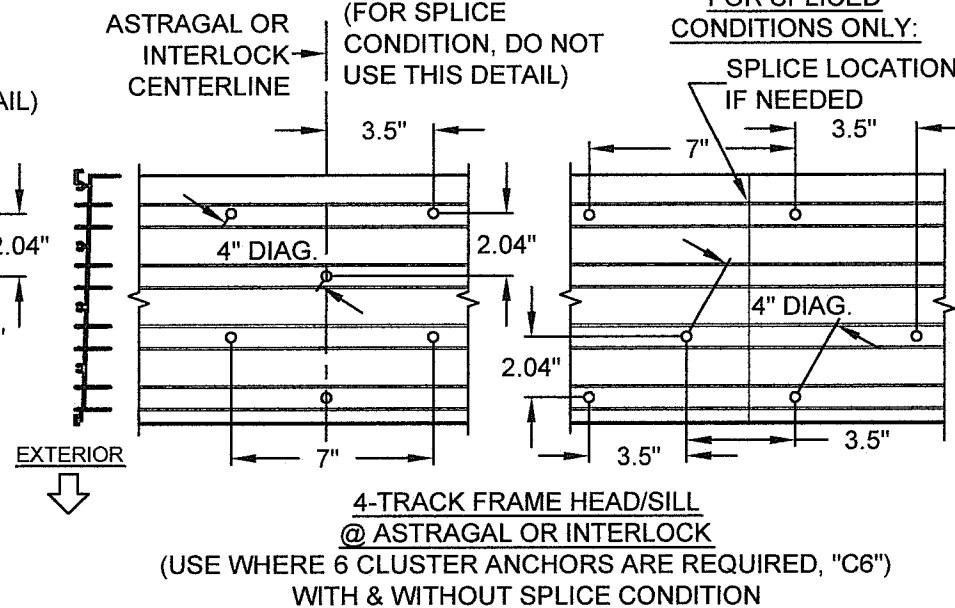 ASTRAGAL OR
INTERLOCK
CENTERLINE
(FOR SPLICE
CONDITION, DO NOT
USE THIS DETAIL)
FOR SPLICED
CONDITIONS ONLY:
SPLICE LOCATION
IF NEEDED
AIL)
3.5"
7"
3.5"
2.04"
4" DIAG.
2.04"
4" DIAG.
2.04"
EXTERIOR
7"
3.5"
3.5"
4-TRACK FRAME HEAD/SILL
@ ASTRAGAL OR INTERLOCK
(USE WHERE 6 CLUSTER ANCHORS ARE REQUIRED, "C6")
WITH & WITHOUT SPLICE CONDITION